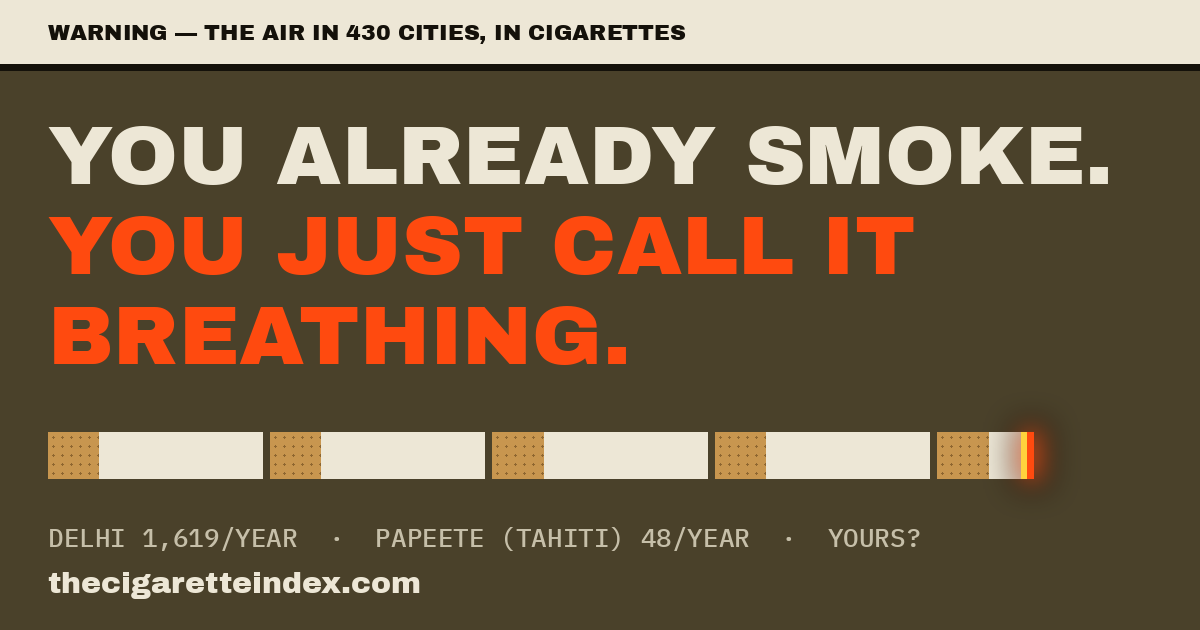 WARNING — THE AIR IN 430 CITIES, IN CIGARETTES
YOU ALREADY SMOKE.
YOU JUST CALL IT
BREATHING.
DELHI 1,619/YEAR · PAPEETE (TAHITI) 48/YEAR · YOURS?
thecigaretteindex.com